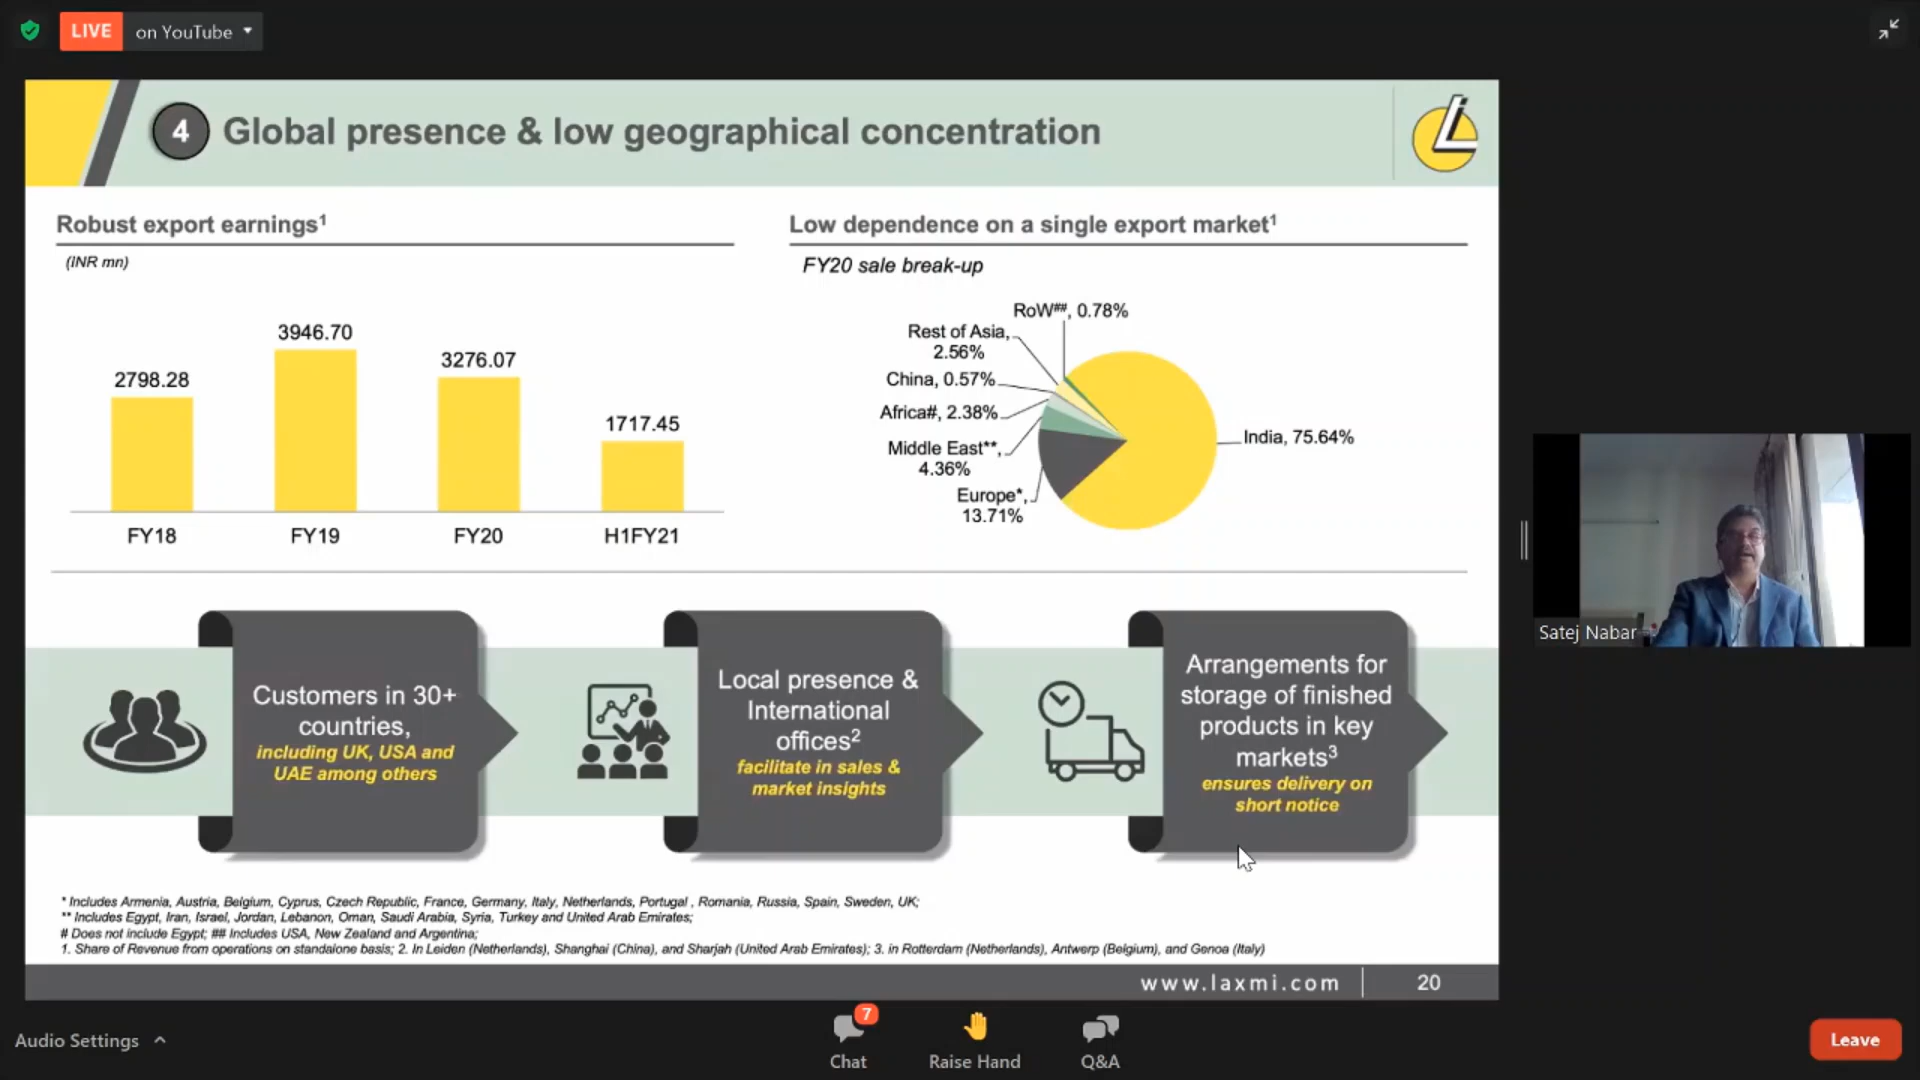 LIVE on YouTube
4 Global presence & low geographical concentration
Robust export earnings¹
(INR mn)
2798.28
3946.70
3276.07
1717.45
FY18
FY19
FY20
H1FY21
Low dependence on a single export market¹
FY20 sale break-up
RoW##, 0.78%
Rest of Asia,
2.56%
China, 0.57%
Africa#, 2.38%
Middle East**,
4.36%
Europe*,
13.71%
India, 75.64%
Customers in 30+
countries,
including UK, USA and
UAE among others
Local presence &
International
offices²
facilitate in sales &
market insights
Arrangements for
storage of finished
products in key
markets³
ensures delivery on
short notice
* Includes Armenia, Austria, Belgium, Cyprus, Czech Republic, France, Germany, Italy, Netherlands, Portugal , Romania, Russia, Spain, Sweden, UK;
** Includes Egypt, Iran, Israel, Jordan, Lebanon, Oman, Saudi Arabia, Syria, Turkey and United Arab Emirates;
# Does not include Egypt; ## Includes USA, New Zealand and Argentina;
1. Share of Revenue from operations on standalone basis; 2. In Leiden (Netherlands), Shanghai (China), and Sharjah (United Arab Emirates); 3. in Rotterdam (Netherlands), Antwerp (Belgium), and Genoa (Italy)
www.laxmi.com 20
Satej Nabar
Audio Settings
7
Chat
Raise Hand
Q&A
Leave